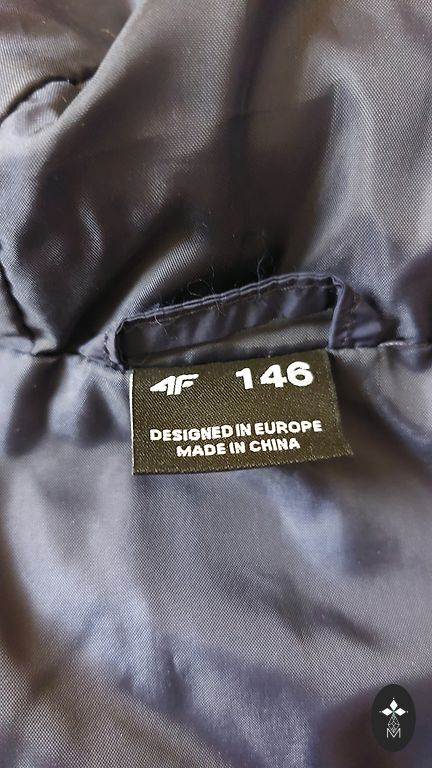 4F 146
DESIGNED IN EUROPE
MADE IN CHINA
M